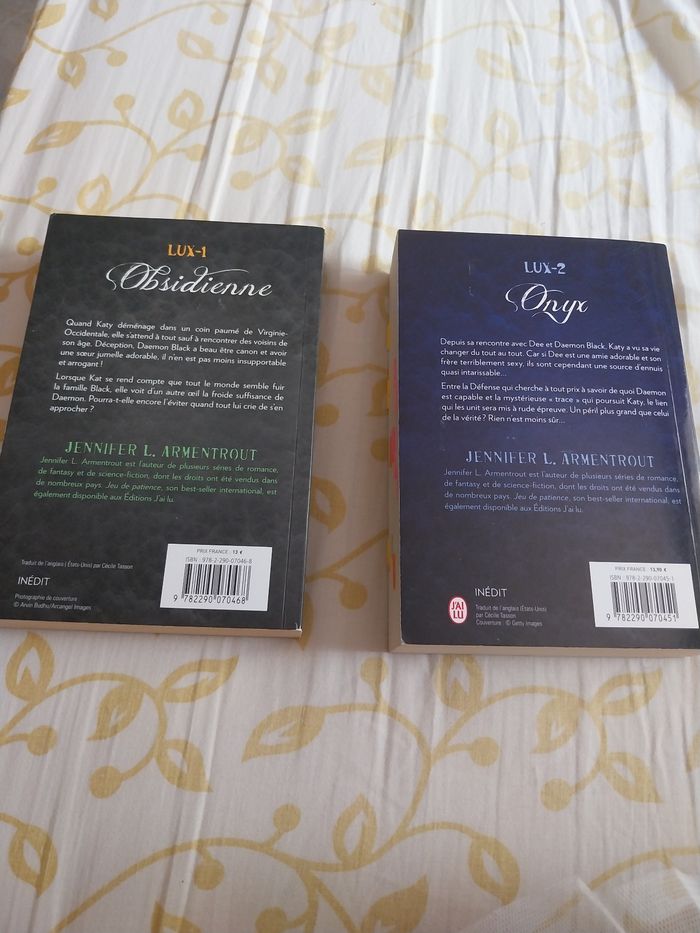 LUX-1
Obsidienne
Quand Katy déménage dans un coin paumé de Virginie-
Occidentale, elle s'attend à tout sauf à rencontrer des voisins de
son âge. Déception, Daemon Black a beau être canon et avoir
une sœur jumelle adorable, il n'en est pas moins insupportable
et arrogant !
Lorsque Kat se rend compte que tout le monde semble fuir
la famille Black, elle voit d'un autre œil la froide suffisance de
Daemon. Pourra-t-elle encore l'éviter quand tout lui crie de s'en
approcher ?
JENNIFER L. ARMENTROUT
Jennifer L. Armentrout est l'auteur de plusieurs séries de romance,
de fantasy et de science-fiction, dont les droits ont été vendus dans
de nombreux pays. Jeu de patience, son best-seller international, est
également disponible aux Éditions J'ai lu.
Traduit de l'anglais (États-Unis) par Cécile Tasson
INÉDIT
Photographie de couverture
© Arvin Budhu/Arcangel Images
PRIX FRANCE : 13 €
ISBN : 978-2-290-07046-8
9 782290 070468
LUX-2
Onyx
Depuis sa rencontre avec Dee et Daemon Black, Katy a vu sa vie
changer du tout au tout. Car si Dee est une amie adorable et son
frère terriblement sexy, ils sont cependant une source d'ennuis
quasi intarissable...
Entre la Défense qui cherche à tout prix à savoir de quoi Daemon
est capable et la mystérieuse « trace » qui poursuit Katy, le lien
qui les unit sera mis à rude épreuve. Un péril plus grand que celui
de la vérité? Rien n'est moins sûr...
JENNIFER L. ARMENTROUT
Jennifer L. Armentrout est l'auteur de plusieurs séries de romance,
de fantasy et de science-fiction, dont les droits ont été vendus dans
de nombreux pays. Jeu de patience, son best-seller international, est
également disponible aux Éditions J'ai lu.
J'AI
LU
INÉDIT
Traduit de l'anglais (États-Unis)
par Cécile Tasson
Couverture : © Getty Images
PRIX FRANCE : 13,90 €
ISBN : 978-2-290-07045-1
9 782290 070451